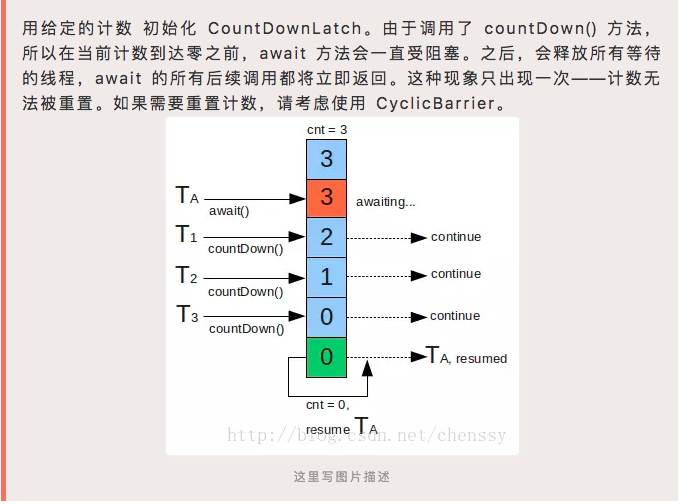 用给定的计数 初始化 CountDownLatch。由于调用了 countDown() 方法，
所以在当前计数到达零之前，await 方法会一直受阻塞。之后，会释放所有等待
的线程，await 的所有后续调用都将立即返回。这种现象只出现一次——计数无
法被重置。如果需要重置计数，请考虑使用 CyclicBarrier。
cnt = 3
3
TA
await()
3
awaiting...
T1
countDown()
2
continue
T2
countDown()
1
continue
T3
countDown()
0
continue
0
TA, resumed
cnt = 0,
resume TA
http://blog.csdn.net/chenssy
这里写图片描述